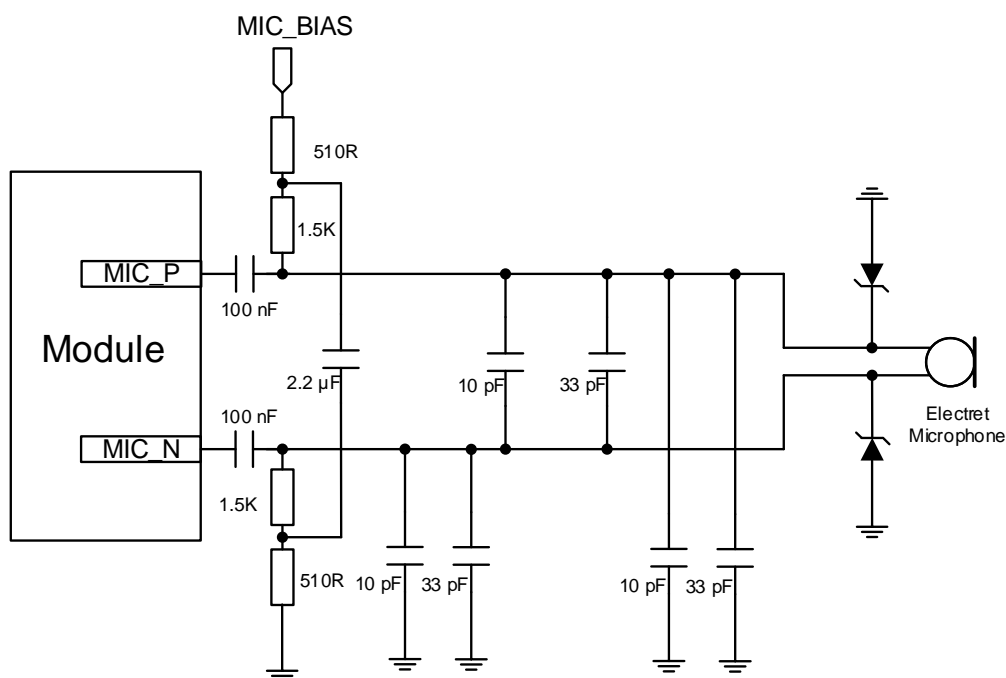 MIC_BIAS
510R
1.5K
MIC_P
100 nF
Module
2.2 µF
10 pF
33 pF
100 nF
MIC_N
1.5K
510R
10 pF
33 pF
10 pF
33 pF
Electret
Microphone